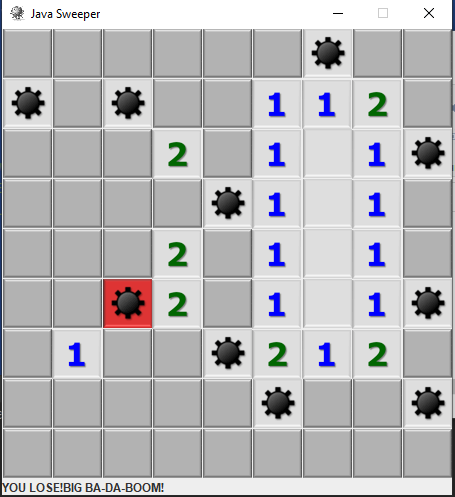 Java Sweeper
1 1 2
2 1 1
1 1
2 1 1
2 1 1
1 2 1 2
YOU LOSE!BIG BA-DA-BOOM!